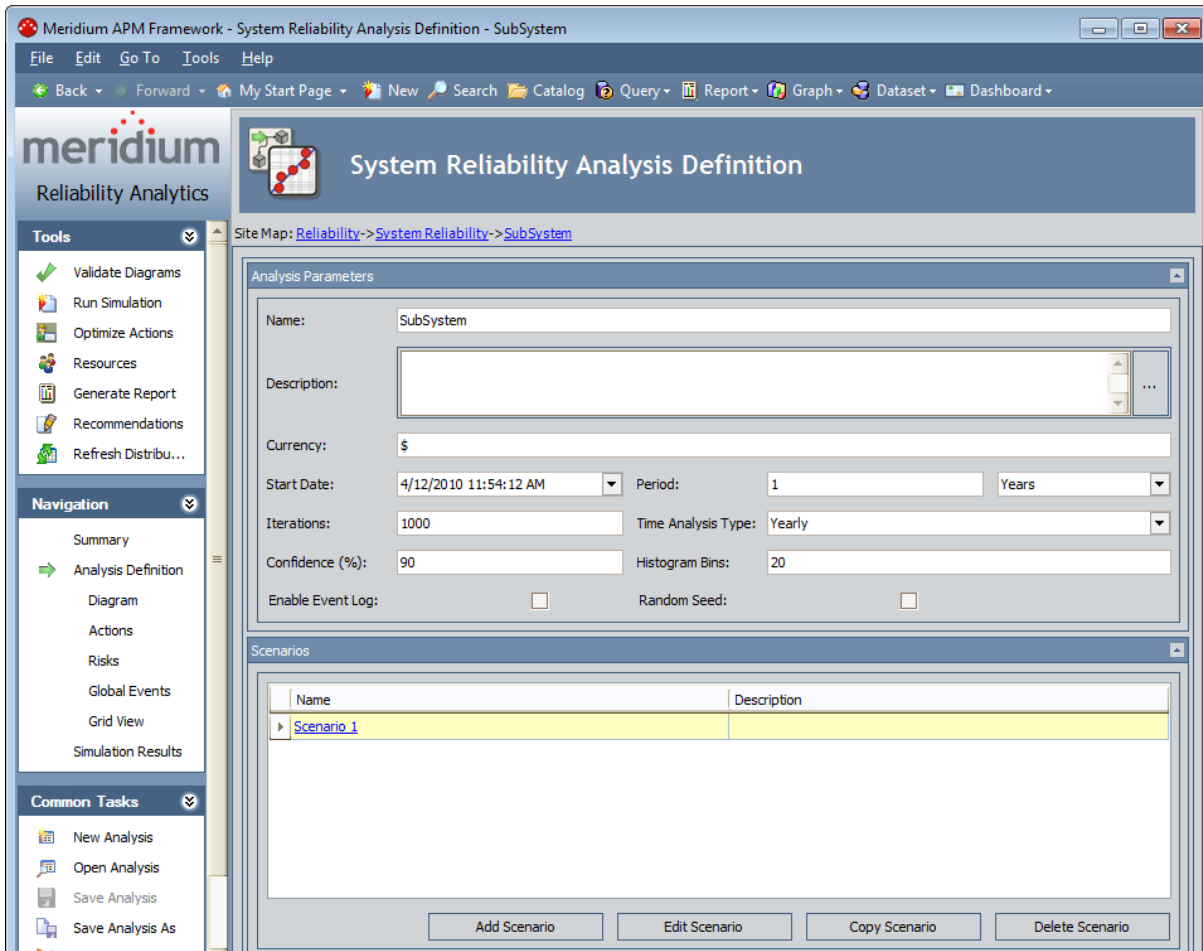 Meridium APM Framework - System Reliability Analysis Definition - SubSystem
File Edit Go To Tools Help
Back Forward My Start Page New Search Catalog Query Report Graph Dataset Dashboard
meridium
Reliability Analytics
System Reliability Analysis Definition
Site Map: Reliability->System Reliability->SubSystem
Tools
Validate Diagrams
Run Simulation
Optimize Actions
Resources
Generate Report
Recommendations
Refresh Distribu...
Navigation
Summary
Analysis Definition
Diagram
Actions
Risks
Global Events
Grid View
Simulation Results
Common Tasks
New Analysis
Open Analysis
Save Analysis
Save Analysis As
Analysis Parameters
Name: SubSystem
Description: ...
Currency: $
Start Date: 4/12/2010 11:54:12 AM Period: 1 Years
Iterations: 1000 Time Analysis Type: Yearly
Confidence (%): 90 Histogram Bins: 20
Enable Event Log: Random Seed:
Scenarios
Name Description
Scenario 1
Add Scenario Edit Scenario Copy Scenario Delete Scenario